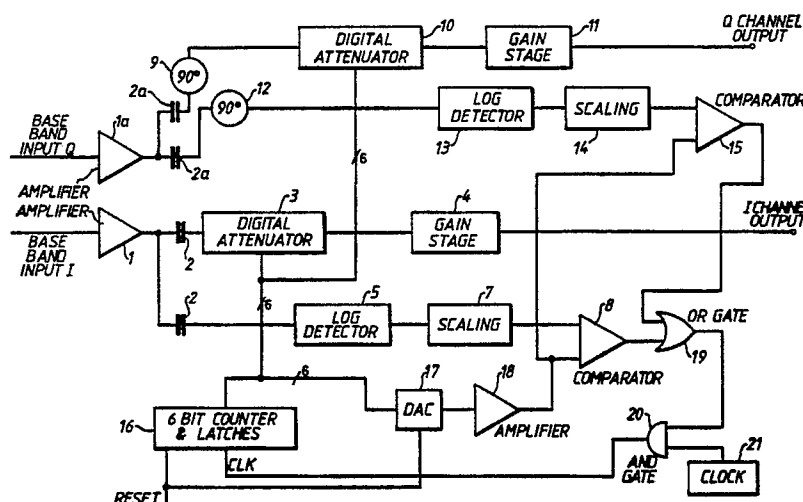 10
11
Q CHANNEL
OUTPUT
DIGITAL
ATTENUATOR
GAIN
STAGE
9
90°
2a
12
90°
1a
BASE
BAND
INPUT Q
2a
LOG
DETECTOR
13
SCALING
14
COMPARATOR
15
6
AMPLIFIER
AMPLIFIER
3
4
I CHANNEL
OUTPUT
DIGITAL
ATTENUATOR
GAIN
STAGE
BASE
BAND
INPUT I
1
2
6
2
5
7
8
LOG
DETECTOR
SCALING
OR GATE
19
COMPARATOR
6
17
18
16
6 BIT COUNTER
& LATCHES
DAC
AMPLIFIER
20
21
CLK
AND
GATE
CLOCK
RESET